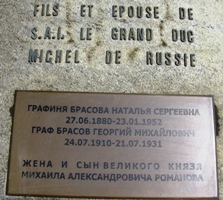 FILS ET EPOUSE DE
S.A.I. LE GRAND DUC
MICHEL DE RUSSIE
ГРАФИНЯ БРАСОВА НАТАЛЬЯ СЕРГЕЕВНА
27.06.1880-23.01.1952
ГРАФ БРАСОВ ГЕОРГИЙ МИХАЙЛОВИЧ
24.07.1910-21.07.1931
ЖЕНА И СЫН ВЕЛИКОГО КНЯЗЯ
МИХАИЛА АЛЕКСАНДРОВИЧА РОМАНОВА